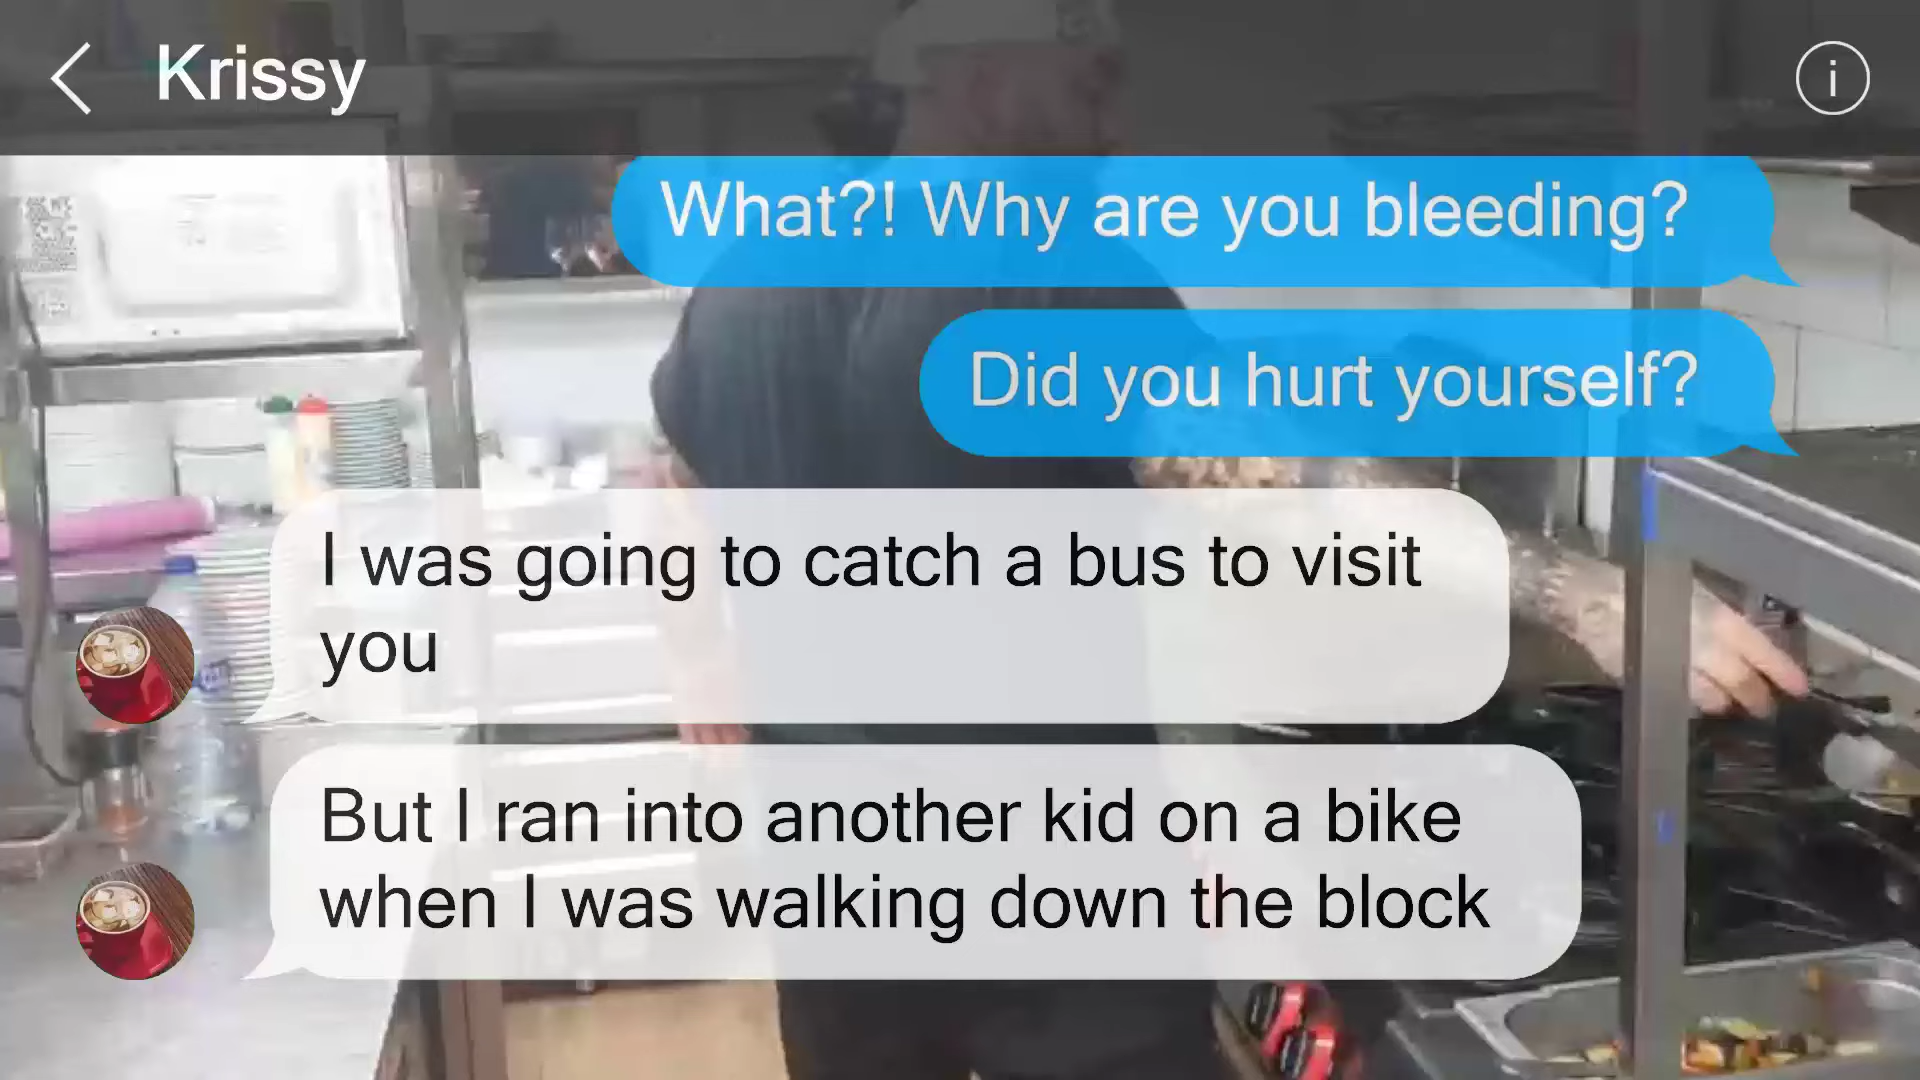 Krissy
What?! Why are you bleeding?
Did you hurt yourself?
I was going to catch a bus to visit
you
But I ran into another kid on a bike
when I was walking down the block